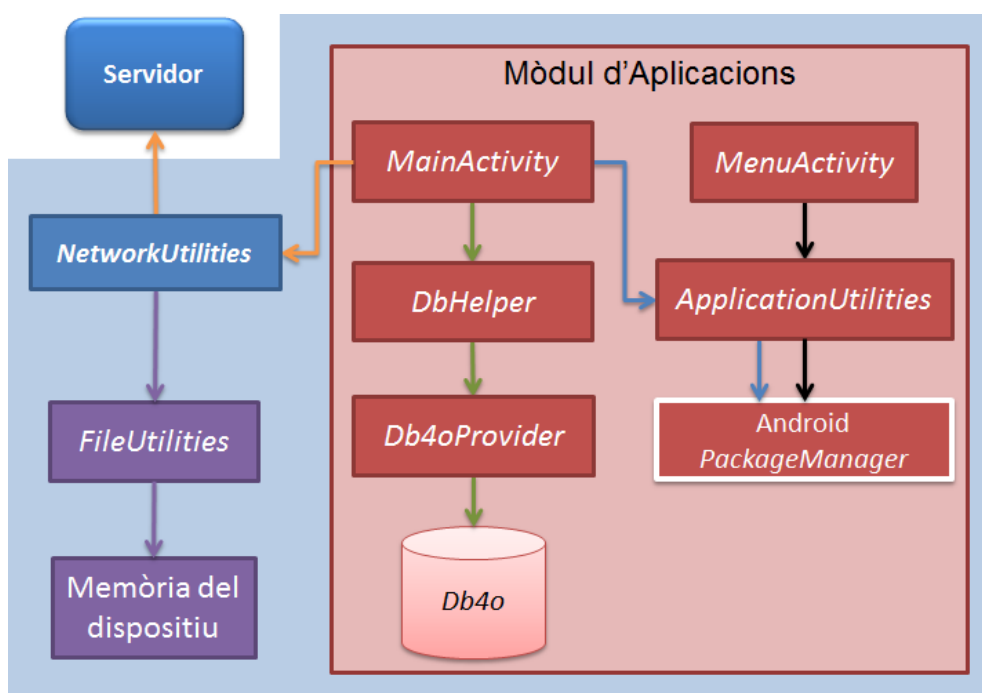 Servidor
Mòdul d’Aplicacions
MainActivity
MenuActivity
NetworkUtilities
DbHelper
ApplicationUtilities
FileUtilities
Db4oProvider
Android
PackageManager
Memòria del
dispositiu
Db4o